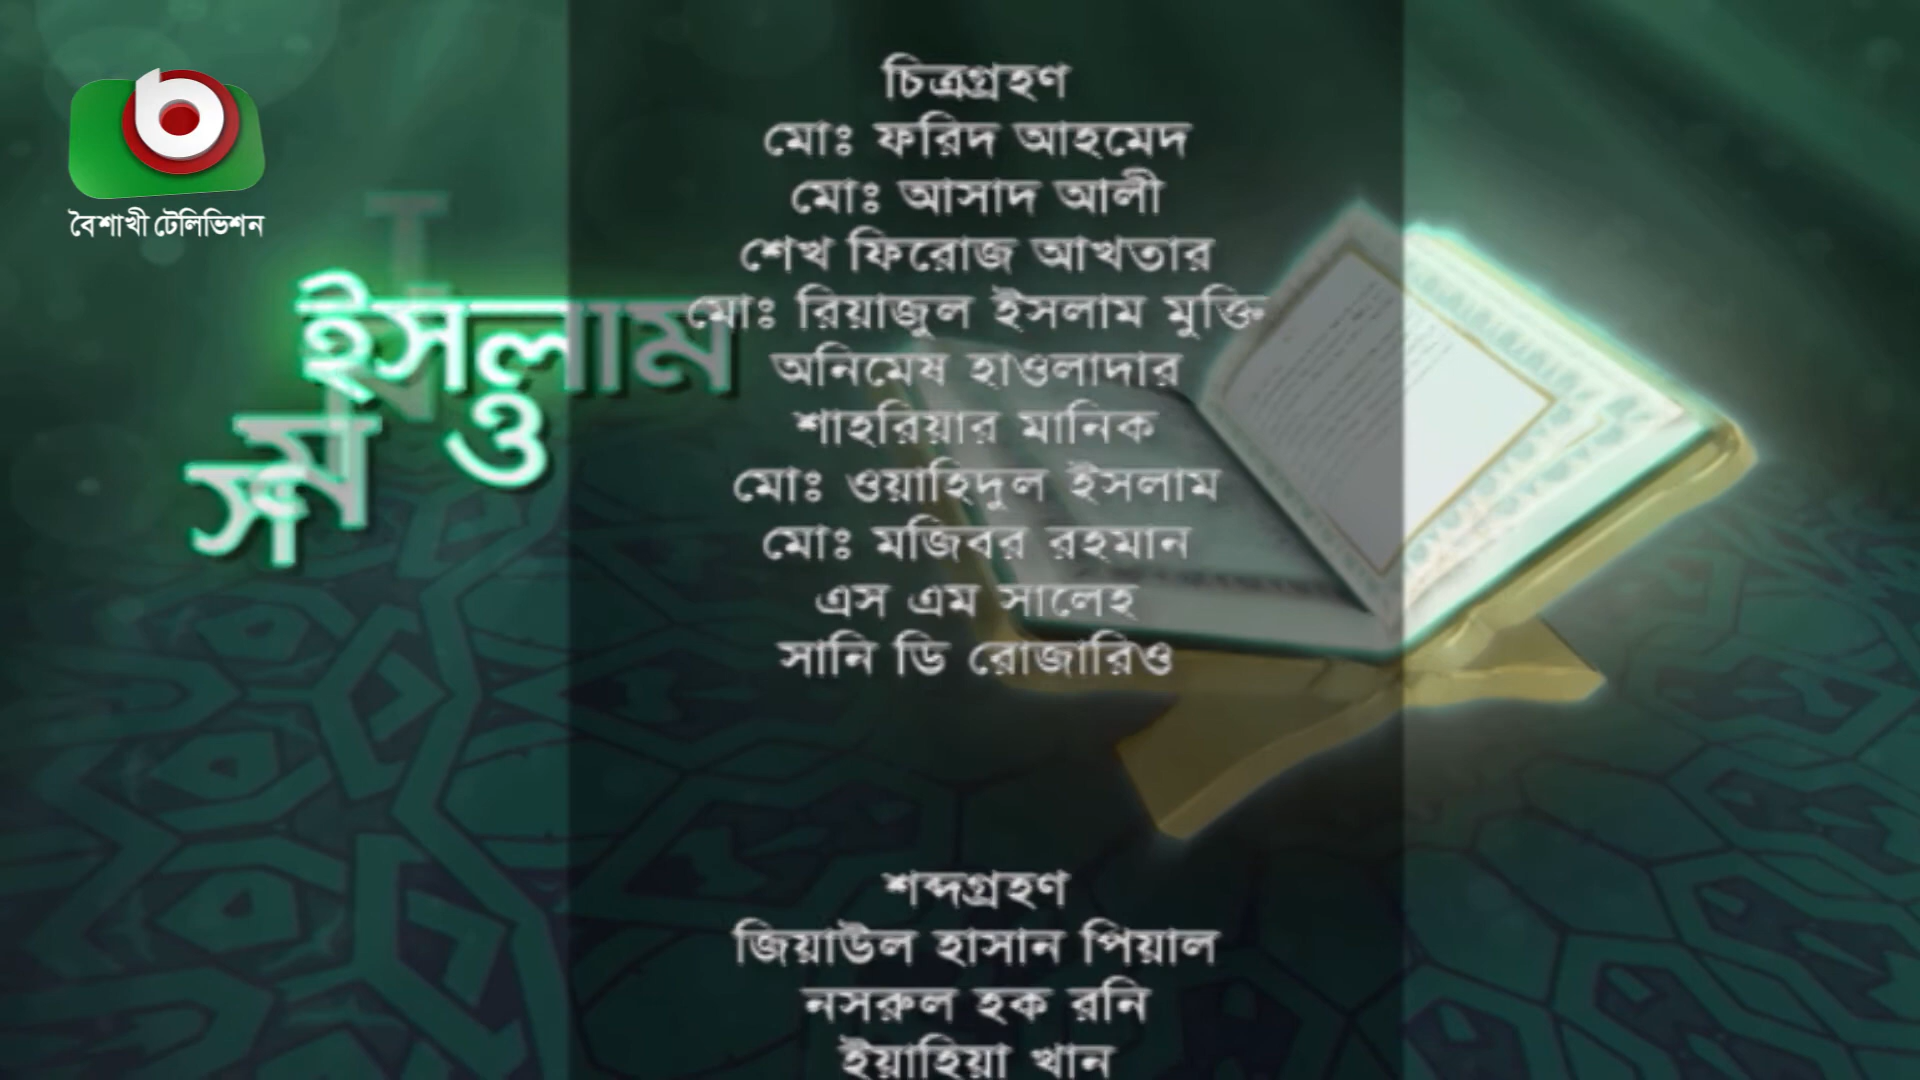 বৈশাখী টেলিভিশন
ইসলাম
ও
চিত্রগ্রহণ
মোঃ ফরিদ আহমেদ
মোঃ আসাদ আলী
শেখ ফিরোজ আখতার
মোঃ রিয়াজুল ইসলাম মুক্তি
অনিমেষ হাওলাদার
শাহরিয়ার মানিক
মোঃ ওয়াহিদুল ইসলাম
মোঃ মজিবর রহমান
এস এম সালেহ
সানি ডি রোজারিও
শব্দগ্রহণ
জিয়াউল হাসান পিয়াল
নসরুল হক রনি
ইয়াহিয়া খান